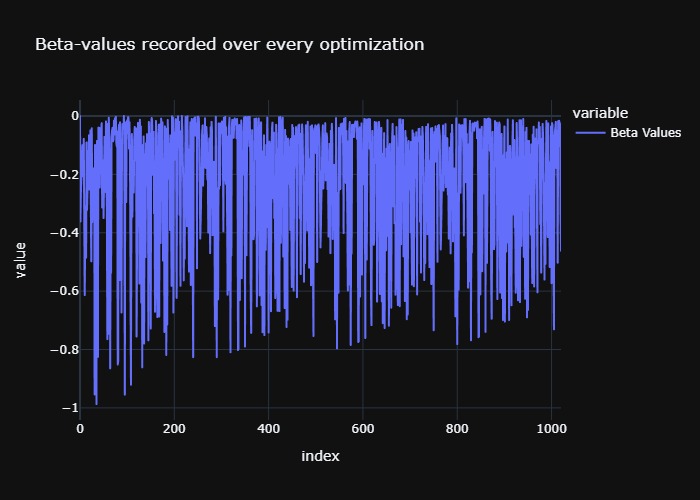 Beta-values recorded over every optimization
variable
Beta Values
value
0
−0.2
−0.4
−0.6
−0.8
−1
0 200 400 600 800 1000
index